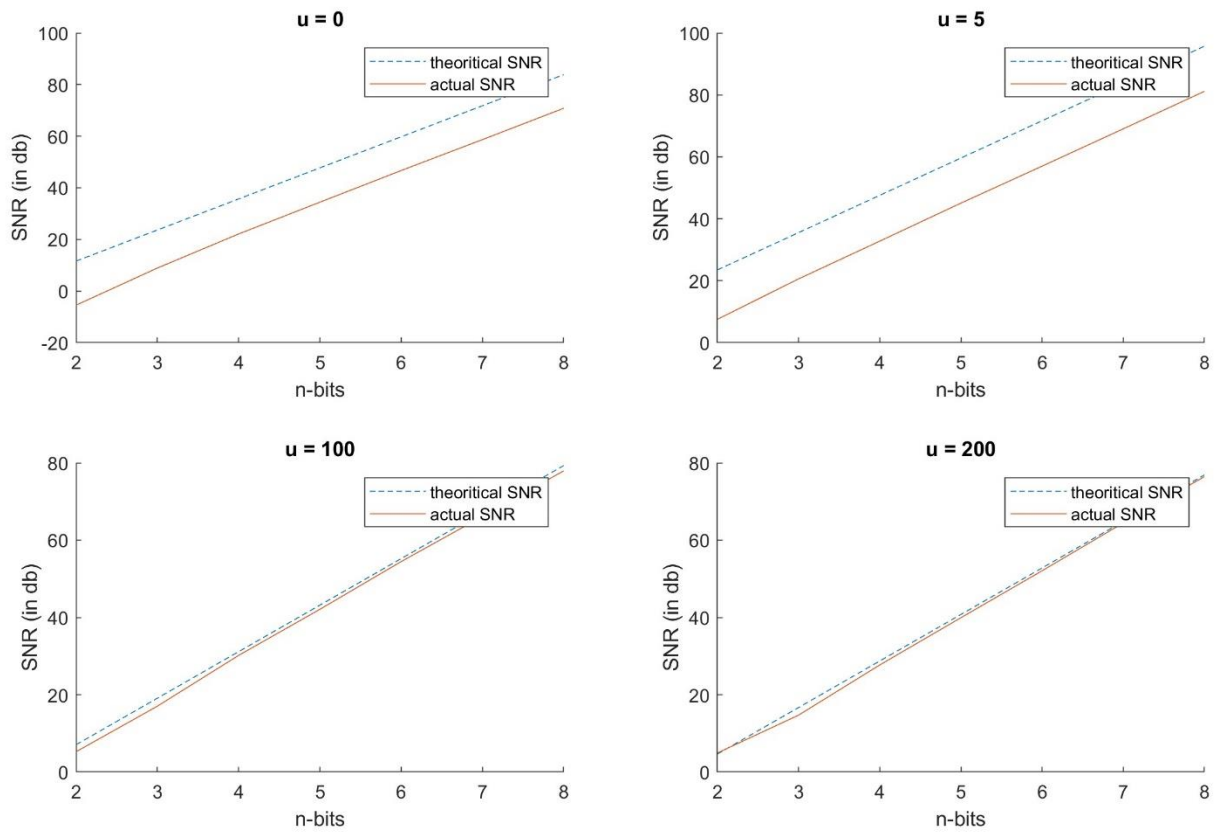 u = 0
100
80
60
40
20
0
-20
SNR (in db)
theoritical SNR
actual SNR
2 3 4 5 6 7 8
n-bits
u = 5
100
80
60
40
20
0
SNR (in db)
theoritical SNR
actual SNR
2 3 4 5 6 7 8
n-bits
u = 100
80
60
40
20
0
SNR (in db)
theoritical SNR
actual SNR
2 3 4 5 6 7 8
n-bits
u = 200
80
60
40
20
0
SNR (in db)
theoritical SNR
actual SNR
2 3 4 5 6 7 8
n-bits